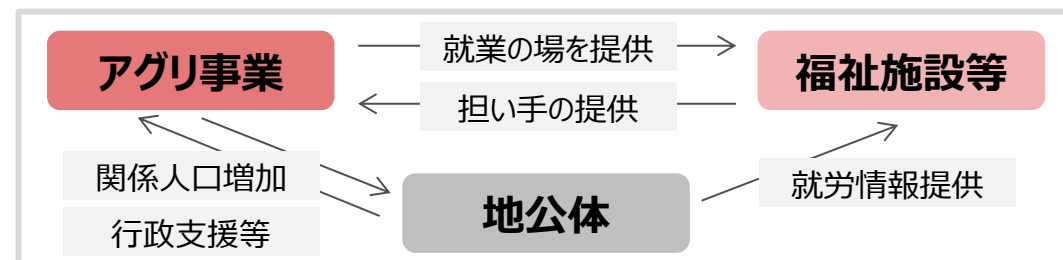 アグリ事業
就業の場を提供
福祉施設等
担い手の提供
関係人口増加
行政支援等
地公体
就労情報提供